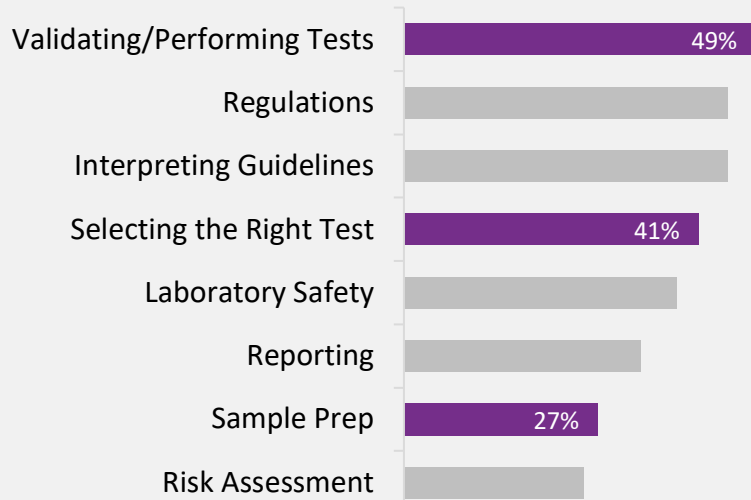 Validating/Performing Tests 49%
Regulations
Interpreting Guidelines
Selecting the Right Test 41%
Laboratory Safety
Reporting
Sample Prep 27%
Risk Assessment